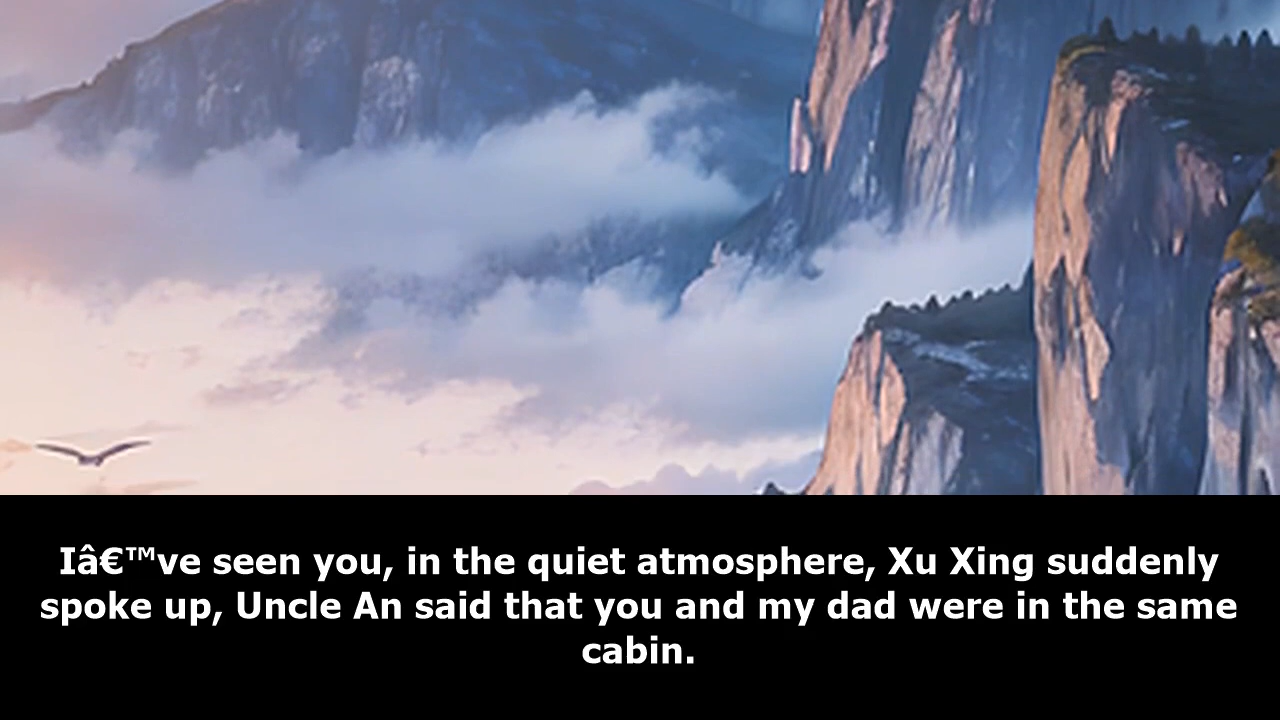 Iâ€™ve seen you, in the quiet atmosphere, Xu Xing suddenly
spoke up, Uncle An said that you and my dad were in the same
cabin.